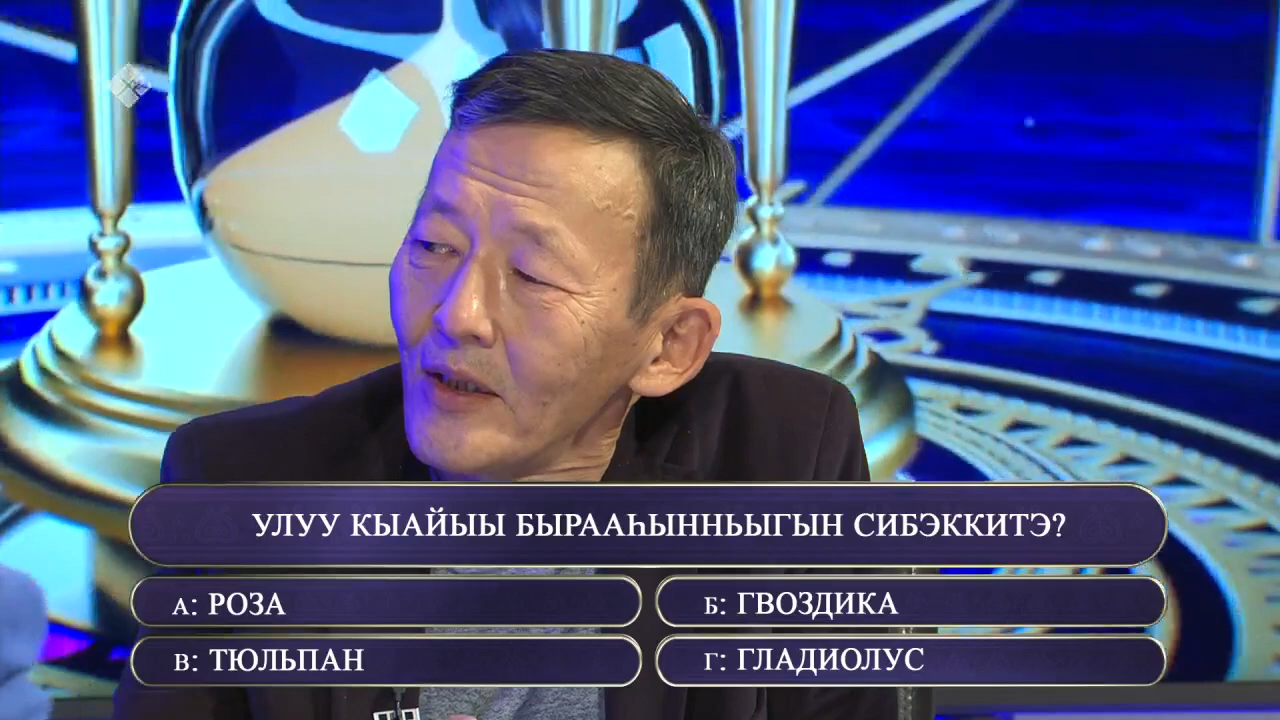 УЛУУ КЫАЙЫЫ БЫРААҺЫННЬЫГЫН СИБЭККИТЭ?
А: РОЗА
Б: ГВОЗДИКА
В: ТЮЛЬПАН
Г: ГЛАДИОЛУС